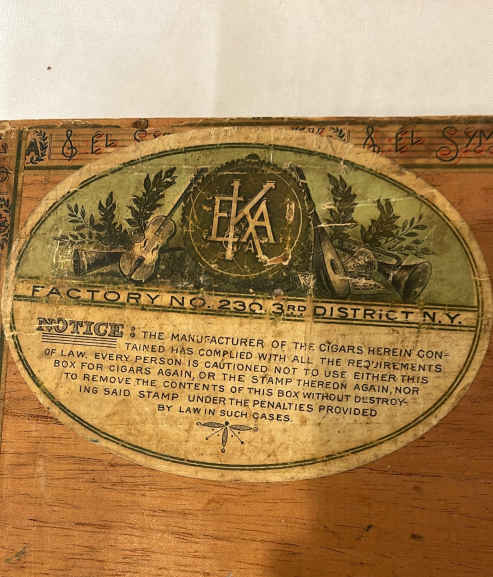 & EL SYM
EKA
FACTORY NO. 230, 3RD DISTRICT N.Y.
NOTICE: THE MANUFACTURER OF THE CIGARS HEREIN CON-
TAINED HAS COMPLIED WITH ALL THE REQUIREMENTS
OF LAW. EVERY PERSON IS CAUTIONED NOT TO USE EITHER THIS
BOX FOR CIGARS AGAIN, OR THE STAMP THEREON AGAIN, NOR
TO REMOVE THE CONTENTS OF THIS BOX WITHOUT DESTROY-
ING SAID STAMP. UNDER THE PENALTIES PROVIDED
BY LAW IN SUCH CASES.